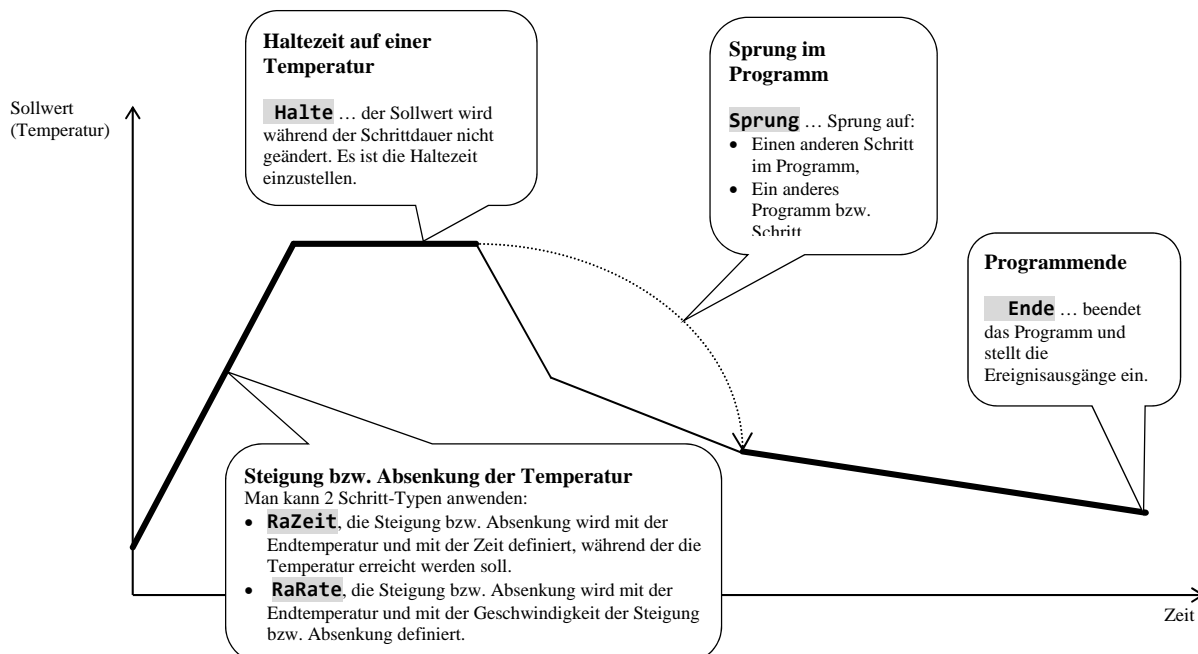 Haltezeit auf einer
Temperatur
Halte … der Sollwert wird
während der Schrittdauer nicht
geändert. Es ist die Haltezeit
einzustellen.
Sprung im
Programm
Sprung … Sprung auf:
• Einen anderen Schritt
im Programm,
• Ein anderes
Programm bzw.
Schritt
Sollwert
(Temperatur)
Programmende
Ende … beendet
das Programm und
stellt die
Ereignisausgänge ein.
Steigung bzw. Absenkung der Temperatur
Man kann 2 Schritt-Typen anwenden:
• RaZeit, die Steigung bzw. Absenkung wird mit der
Endtemperatur und mit der Zeit definiert, während der die
Temperatur erreicht werden soll.
• RaRate, die Steigung bzw. Absenkung wird mit der
Endtemperatur und mit der Geschwindigkeit der Steigung
bzw. Absenkung definiert.
Zeit